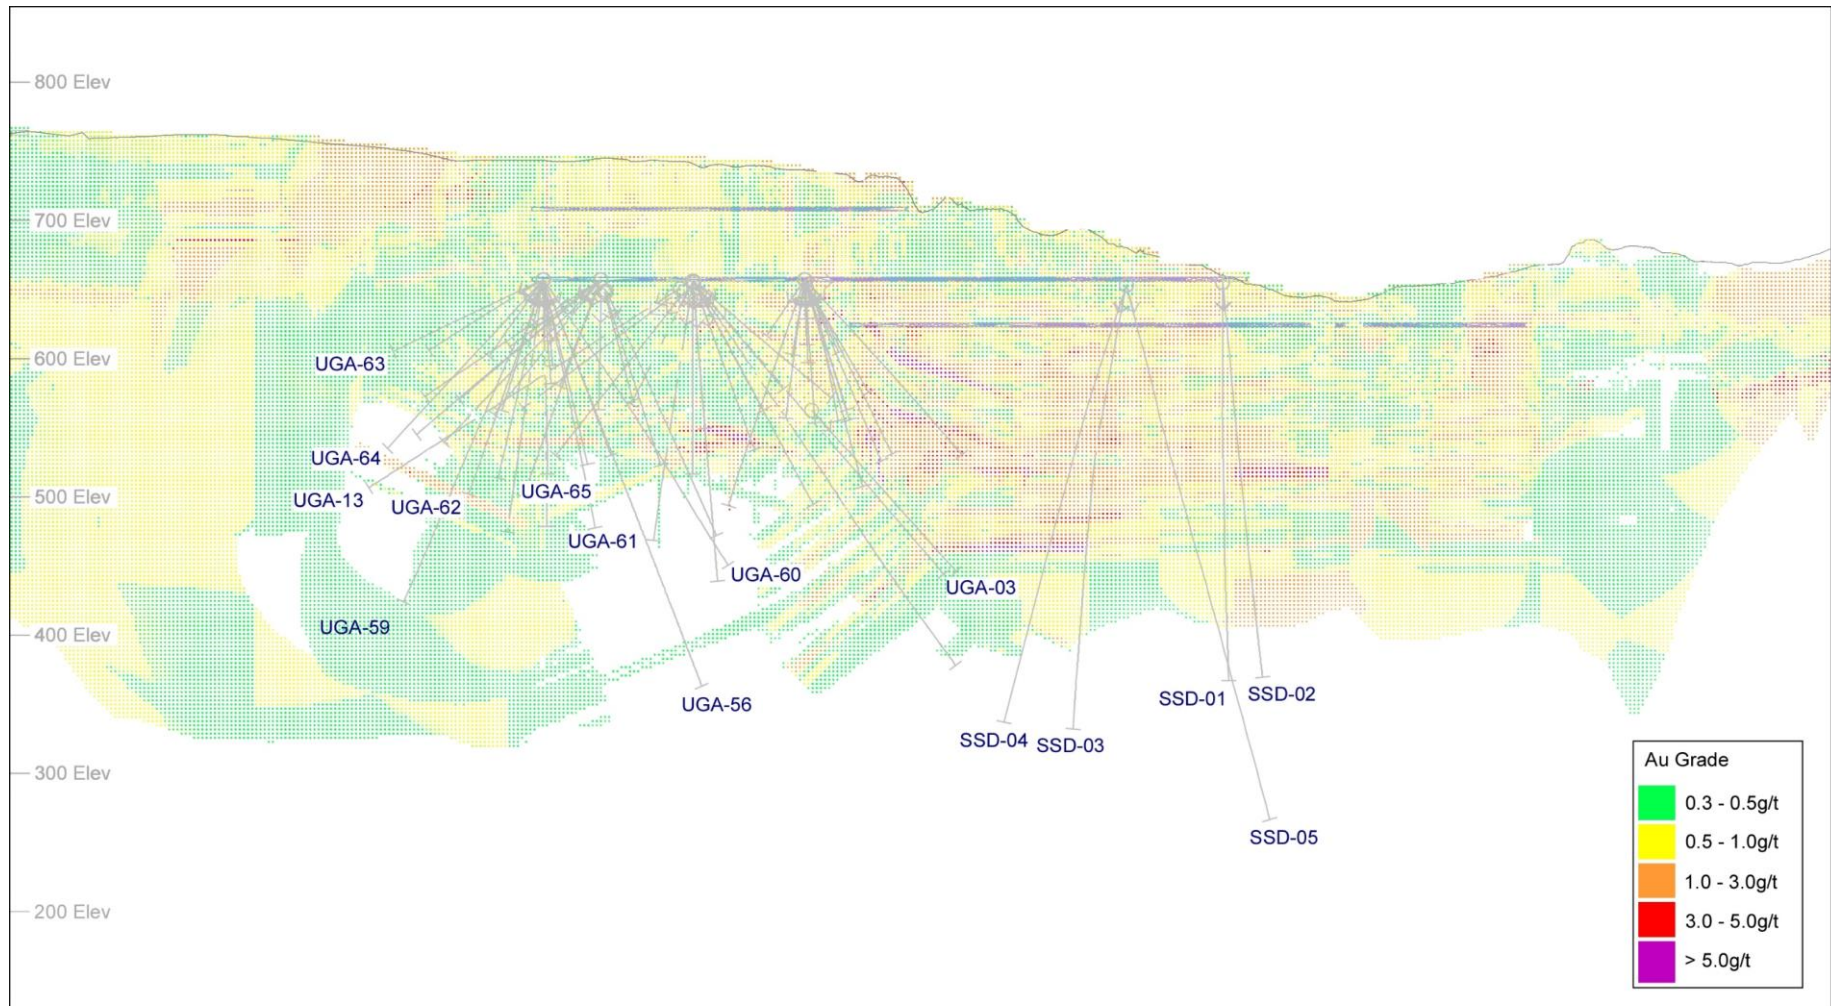 800 Elev
700 Elev
600 Elev
UGA-63
UGA-64
UGA-13
500 Elev
UGA-62
UGA-65
UGA-61
UGA-60
UGA-03
UGA-59
400 Elev
UGA-56
SSD-01
SSD-02
SSD-04
SSD-03
300 Elev
SSD-05
200 Elev
Au Grade
0.3 - 0.5g/t
0.5 - 1.0g/t
1.0 - 3.0g/t
3.0 - 5.0g/t
> 5.0g/t